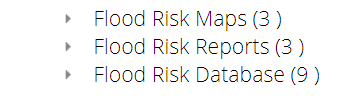 Flood Risk Maps (3 )
Flood Risk Reports (3 )
Flood Risk Database (9 )